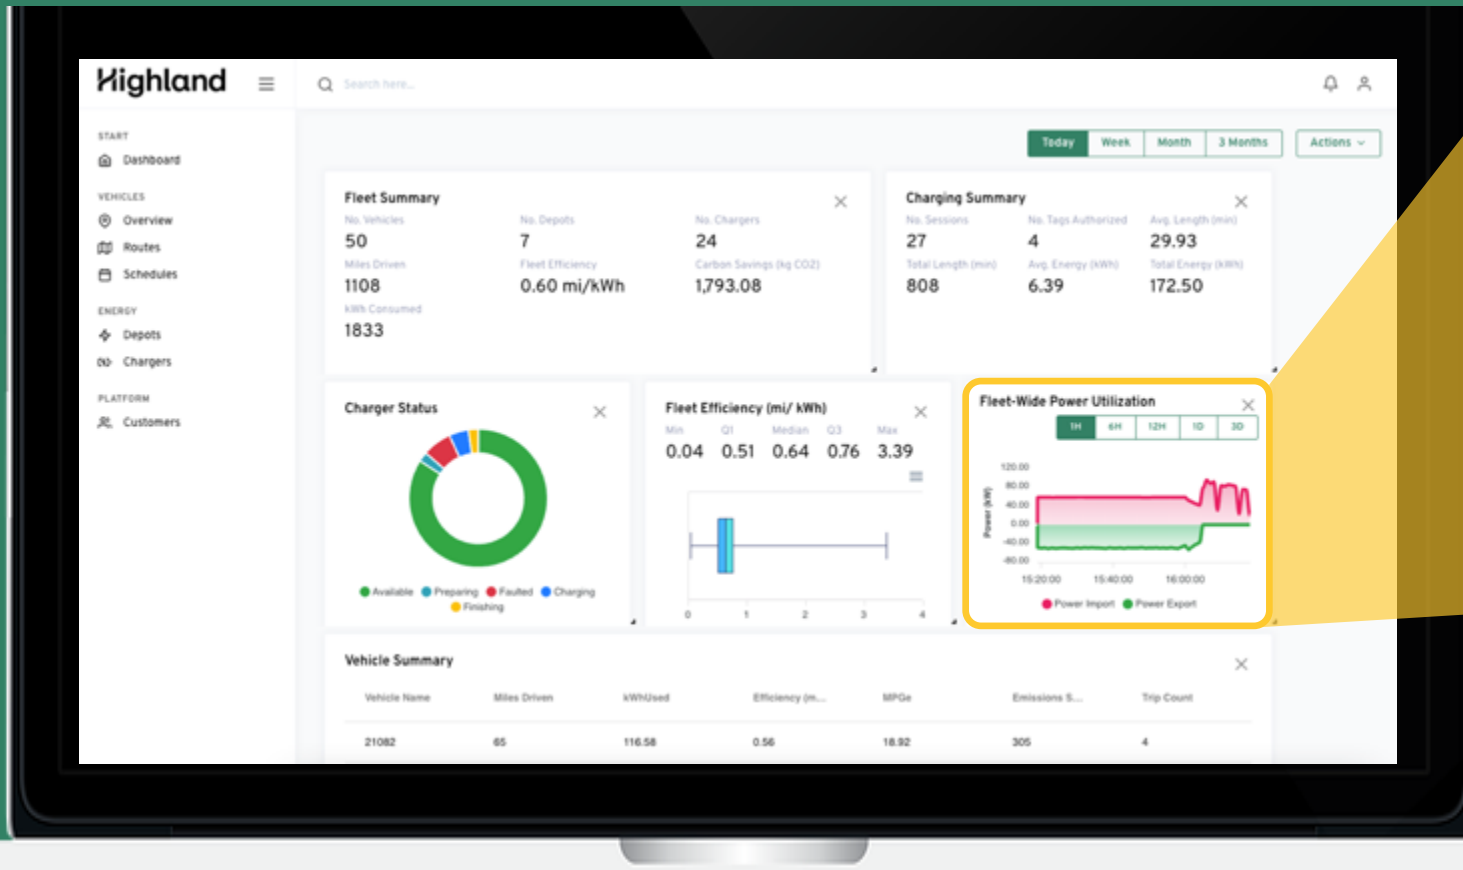 Highland
Search here...
START
Dashboard
VEHICLES
Overview
Routes
Schedules
ENERGY
Depots
Chargers
PLATFORM
Customers
Today Week Month 3 Months Actions
Fleet Summary
No. Vehicles No. Depots No. Chargers
50 7 24
Miles Driven Fleet Efficiency Carbon Savings (kg CO2)
1108 0.60 mi/kWh 1,793.08
kWh Consumed
1833
Charging Summary
No. Sessions No. Tags Authorized Avg. Length (min)
27 4 29.93
Total Length (min) Avg. Energy (kWh) Total Energy (kWh)
808 6.39 172.50
Charger Status
Available Preparing Faulted Charging
Finishing
Fleet Efficiency (mi/ kWh)
Min Q1 Median Q3 Max
0.04 0.51 0.64 0.76 3.39
0 1 2 3 4
Fleet-Wide Power Utilization
1H 6H 12H 1D 3D
Power (kW)
120.00
80.00
40.00
0.00
-40.00
-80.00
15:20:00 15:40:00 16:00:00
Power Import Power Export
Vehicle Summary
Vehicle Name Miles Driven kWhUsed Efficiency (m... MPGe Emissions S... Trip Count
21082 65 116.58 0.56 18.92 305 4